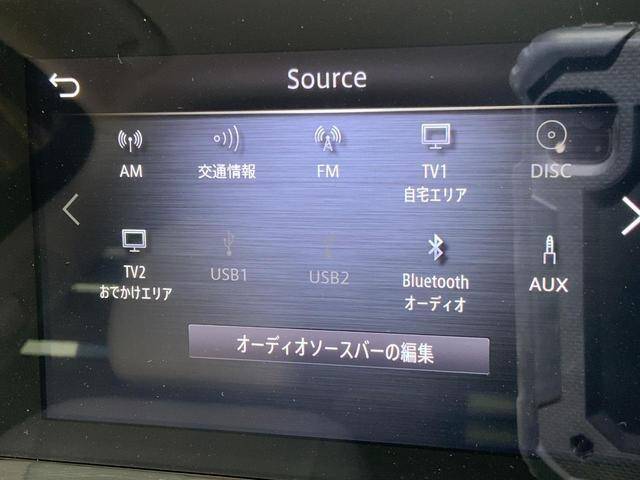 Source
AM
交通情報
FM
TV1
自宅エリア
DISC
TV2
おでかけエリア
USB1
USB2
Bluetooth
オーディオ
AUX
オーディオソースバーの編集